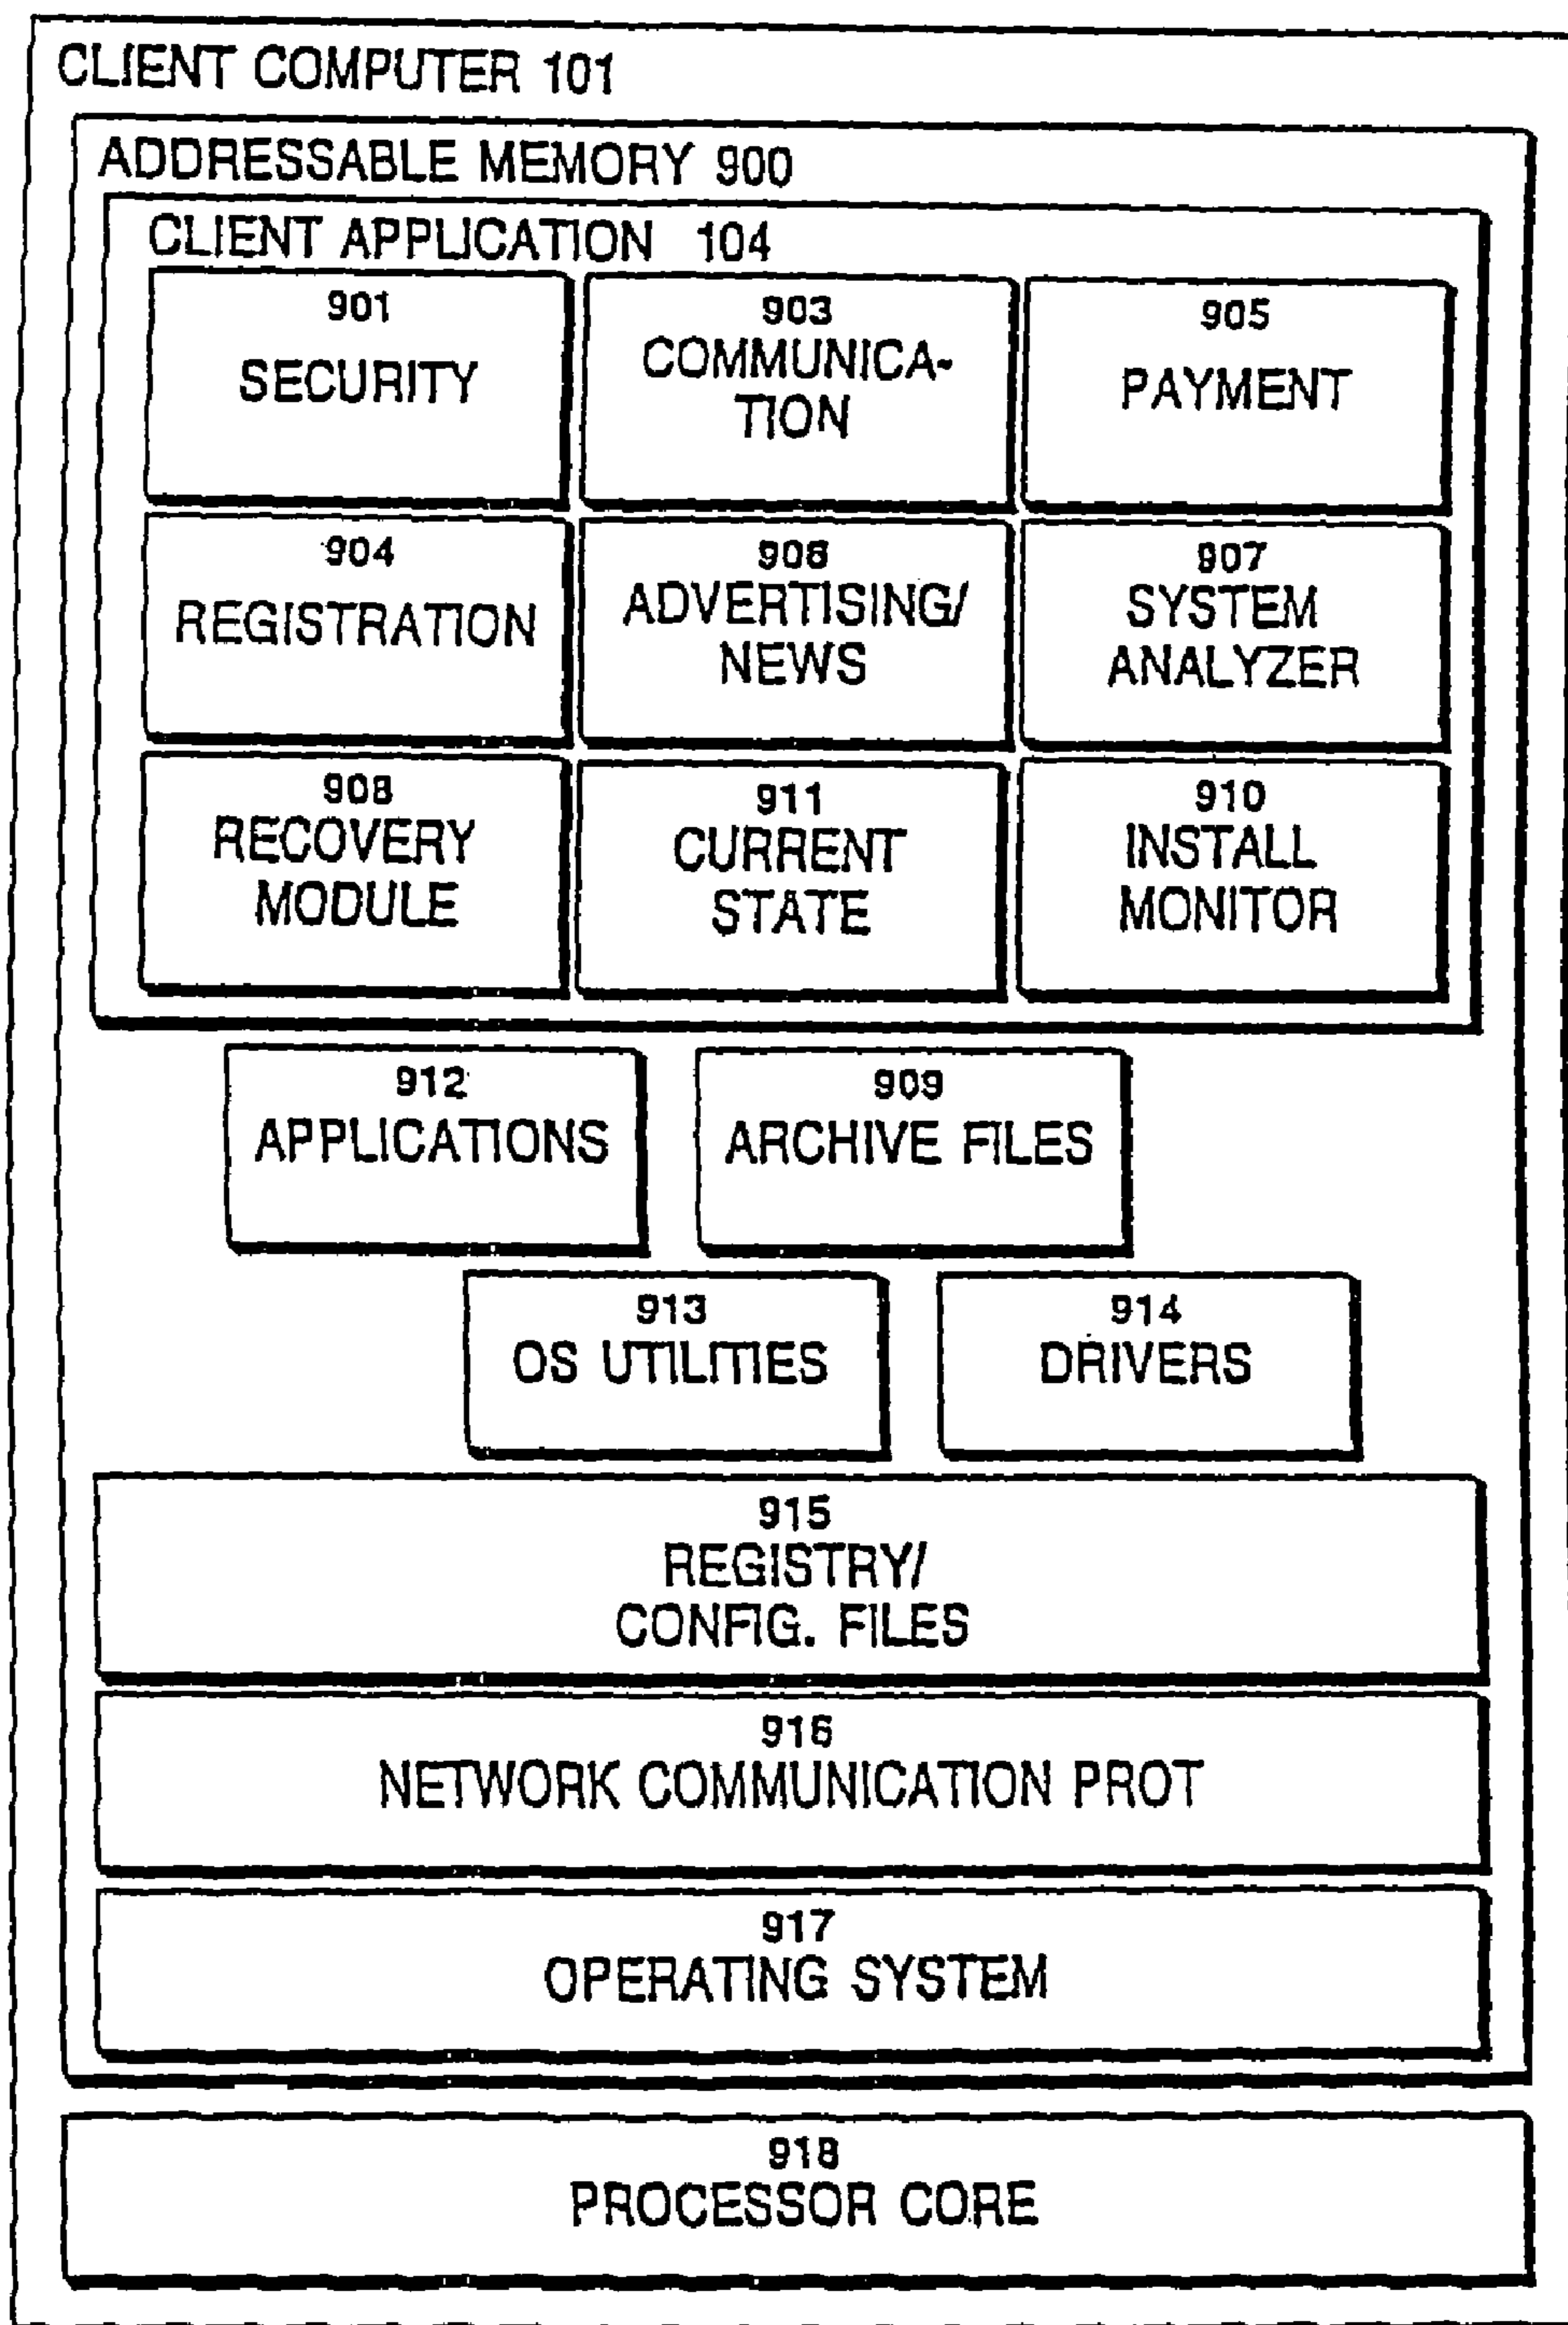 CLIENT COMPUTER 101
ADDRESSABLE MEMORY 900
CLIENT APPLICATION 104
901
SECURITY
903
COMMUNICA-
TION
905
PAYMENT
904
REGISTRATION
906
ADVERTISING/
NEWS
907
SYSTEM
ANALYZER
908
RECOVERY
MODULE
911
CURRENT
STATE
910
INSTALL
MONITOR
912
APPLICATIONS
909
ARCHIVE FILES
913
OS UTILITIES
914
DRIVERS
915
REGISTRY/
CONFIG. FILES
916
NETWORK COMMUNICATION PROT
917
OPERATING SYSTEM
918
PROCESSOR CORE